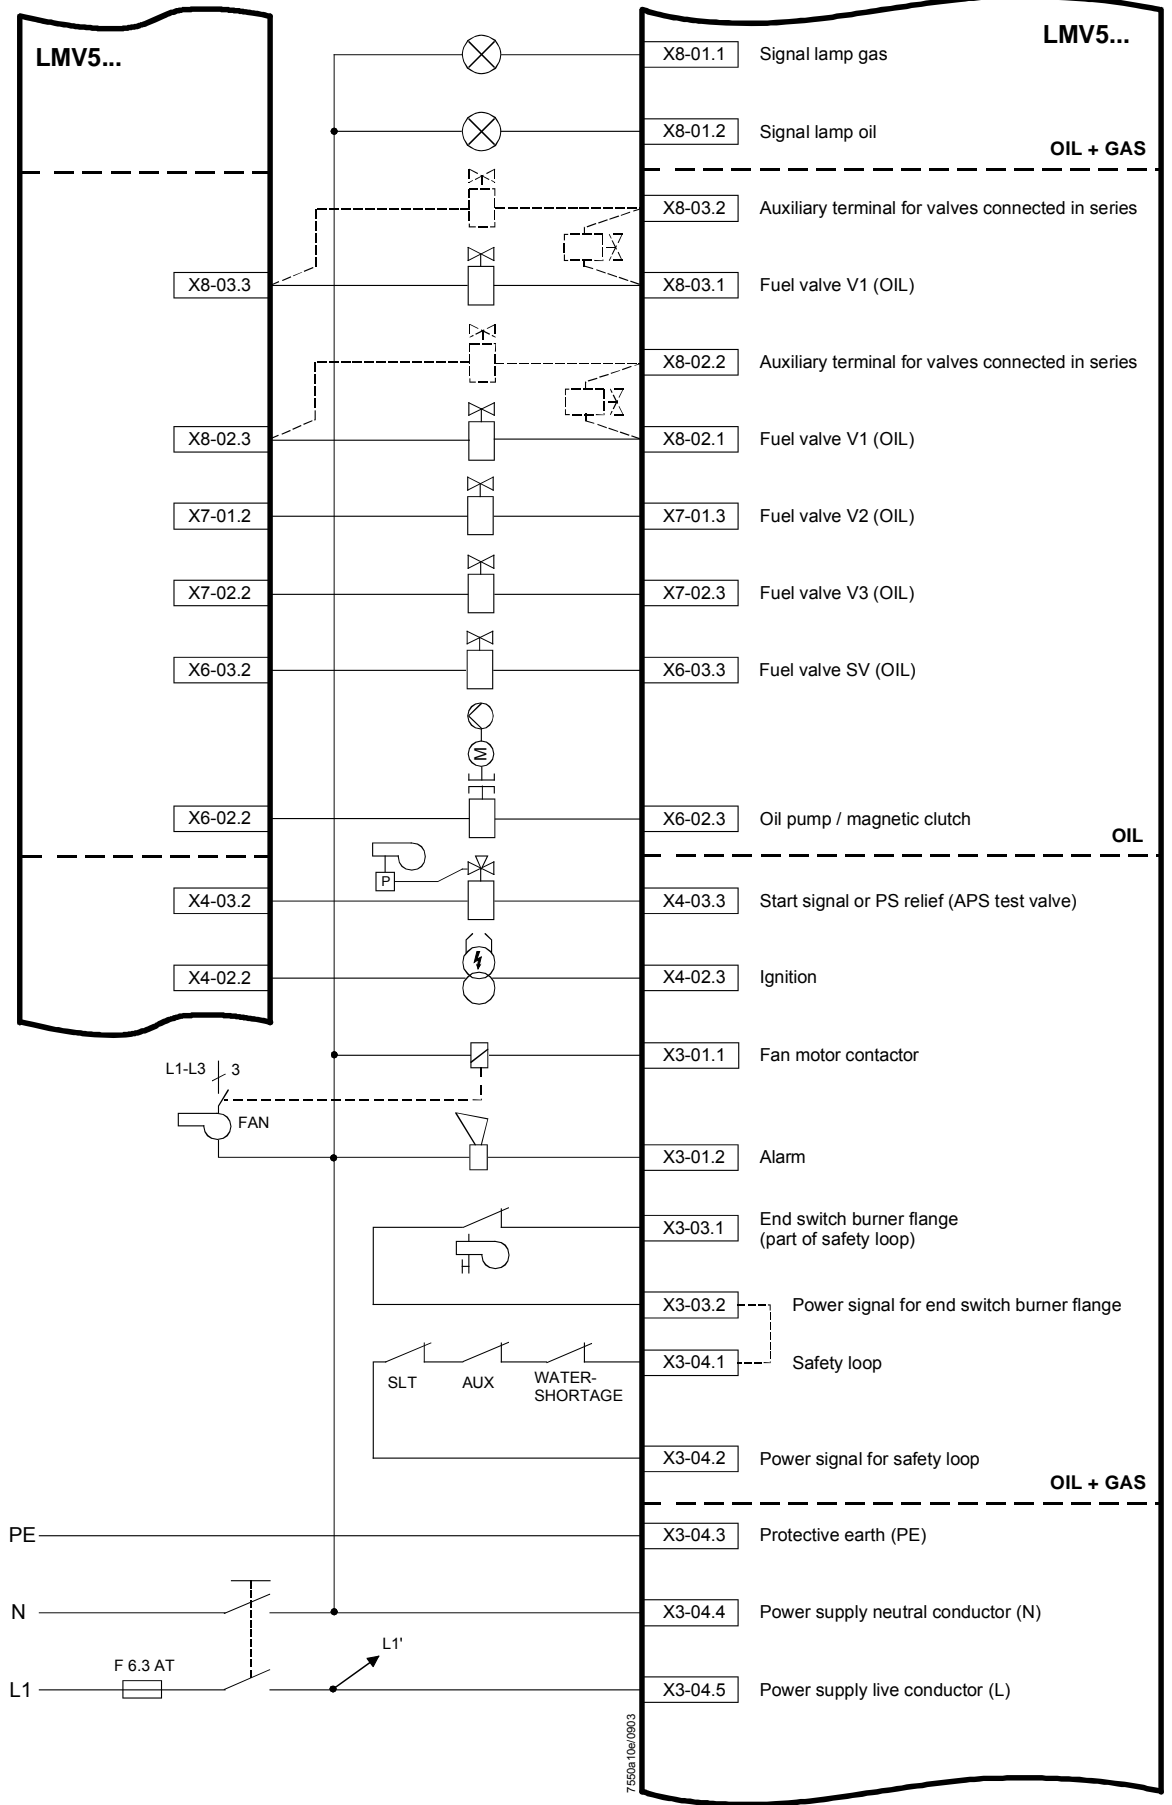 LMV5...
LMV5...
X8-01.1 Signal lamp gas
X8-01.2 Signal lamp oil
OIL + GAS
X8-03.2 Auxiliary terminal for valves connected in series
X8-03.3 X8-03.1 Fuel valve V1 (OIL)
X8-02.2 Auxiliary terminal for valves connected in series
X8-02.3 X8-02.1 Fuel valve V1 (OIL)
X7-01.2 X7-01.3 Fuel valve V2 (OIL)
X7-02.2 X7-02.3 Fuel valve V3 (OIL)
X6-03.2 X6-03.3 Fuel valve SV (OIL)
M
X6-02.2 X6-02.3 Oil pump / magnetic clutch
OIL
P
X4-03.2 X4-03.3 Start signal or PS relief (APS test valve)
X4-02.2 X4-02.3 Ignition
X3-01.1 Fan motor contactor
L1-L3 3
FAN
X3-01.2 Alarm
X3-03.1 End switch burner flange
(part of safety loop)
X3-03.2 Power signal for end switch burner flange
X3-04.1 Safety loop
SLT AUX WATER-
SHORTAGE
X3-04.2 Power signal for safety loop
OIL + GAS
PE X3-04.3 Protective earth (PE)
N X3-04.4 Power supply neutral conductor (N)
L1'
F 6.3 AT
L1 X3-04.5 Power supply live conductor (L)
7550a10e/0903